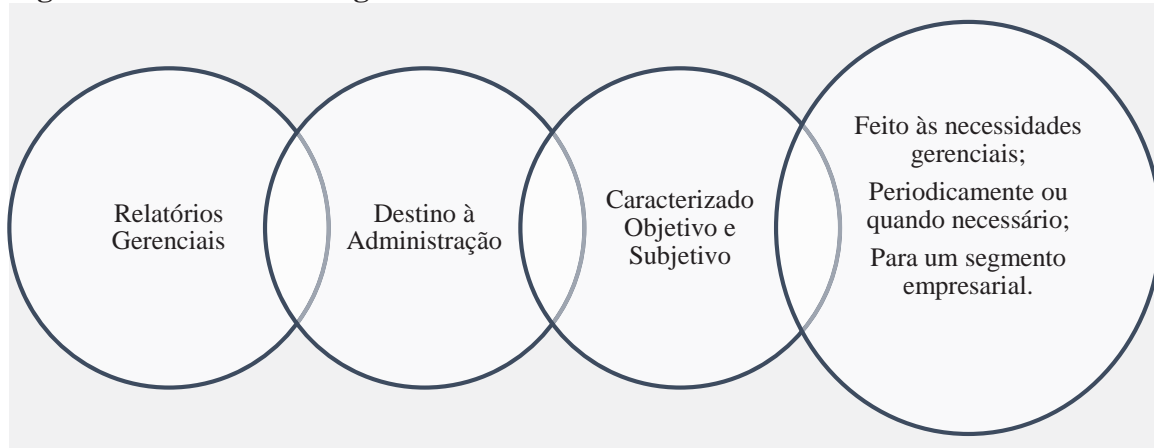 Relatórios
Gerenciais
Destino à
Administração
Caracterizado
Objetivo e
Subjetivo
Feito às necessidades
gerenciais;
Periodicamente ou
quando necessário;
Para um segmento
empresarial.